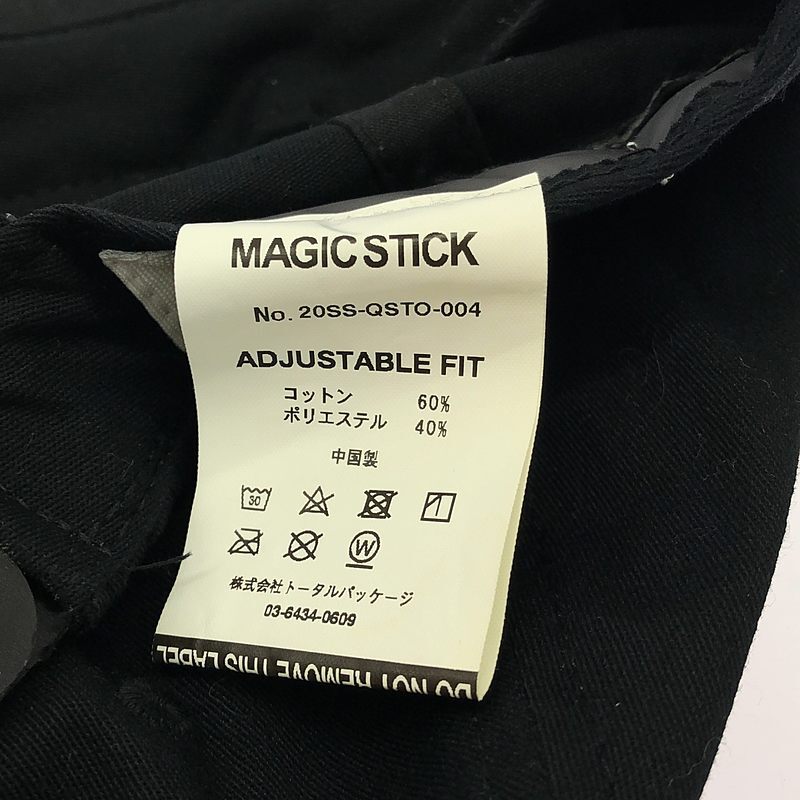 MAGIC STICK
No. 20SS-QSTO-004
ADJUSTABLE FIT
コットン 60%
ポリエステル 40%
中国製
30
W
株式会社トータルパッケージ
03-6434-0609
DO NOT REMOVE THIS LABEL